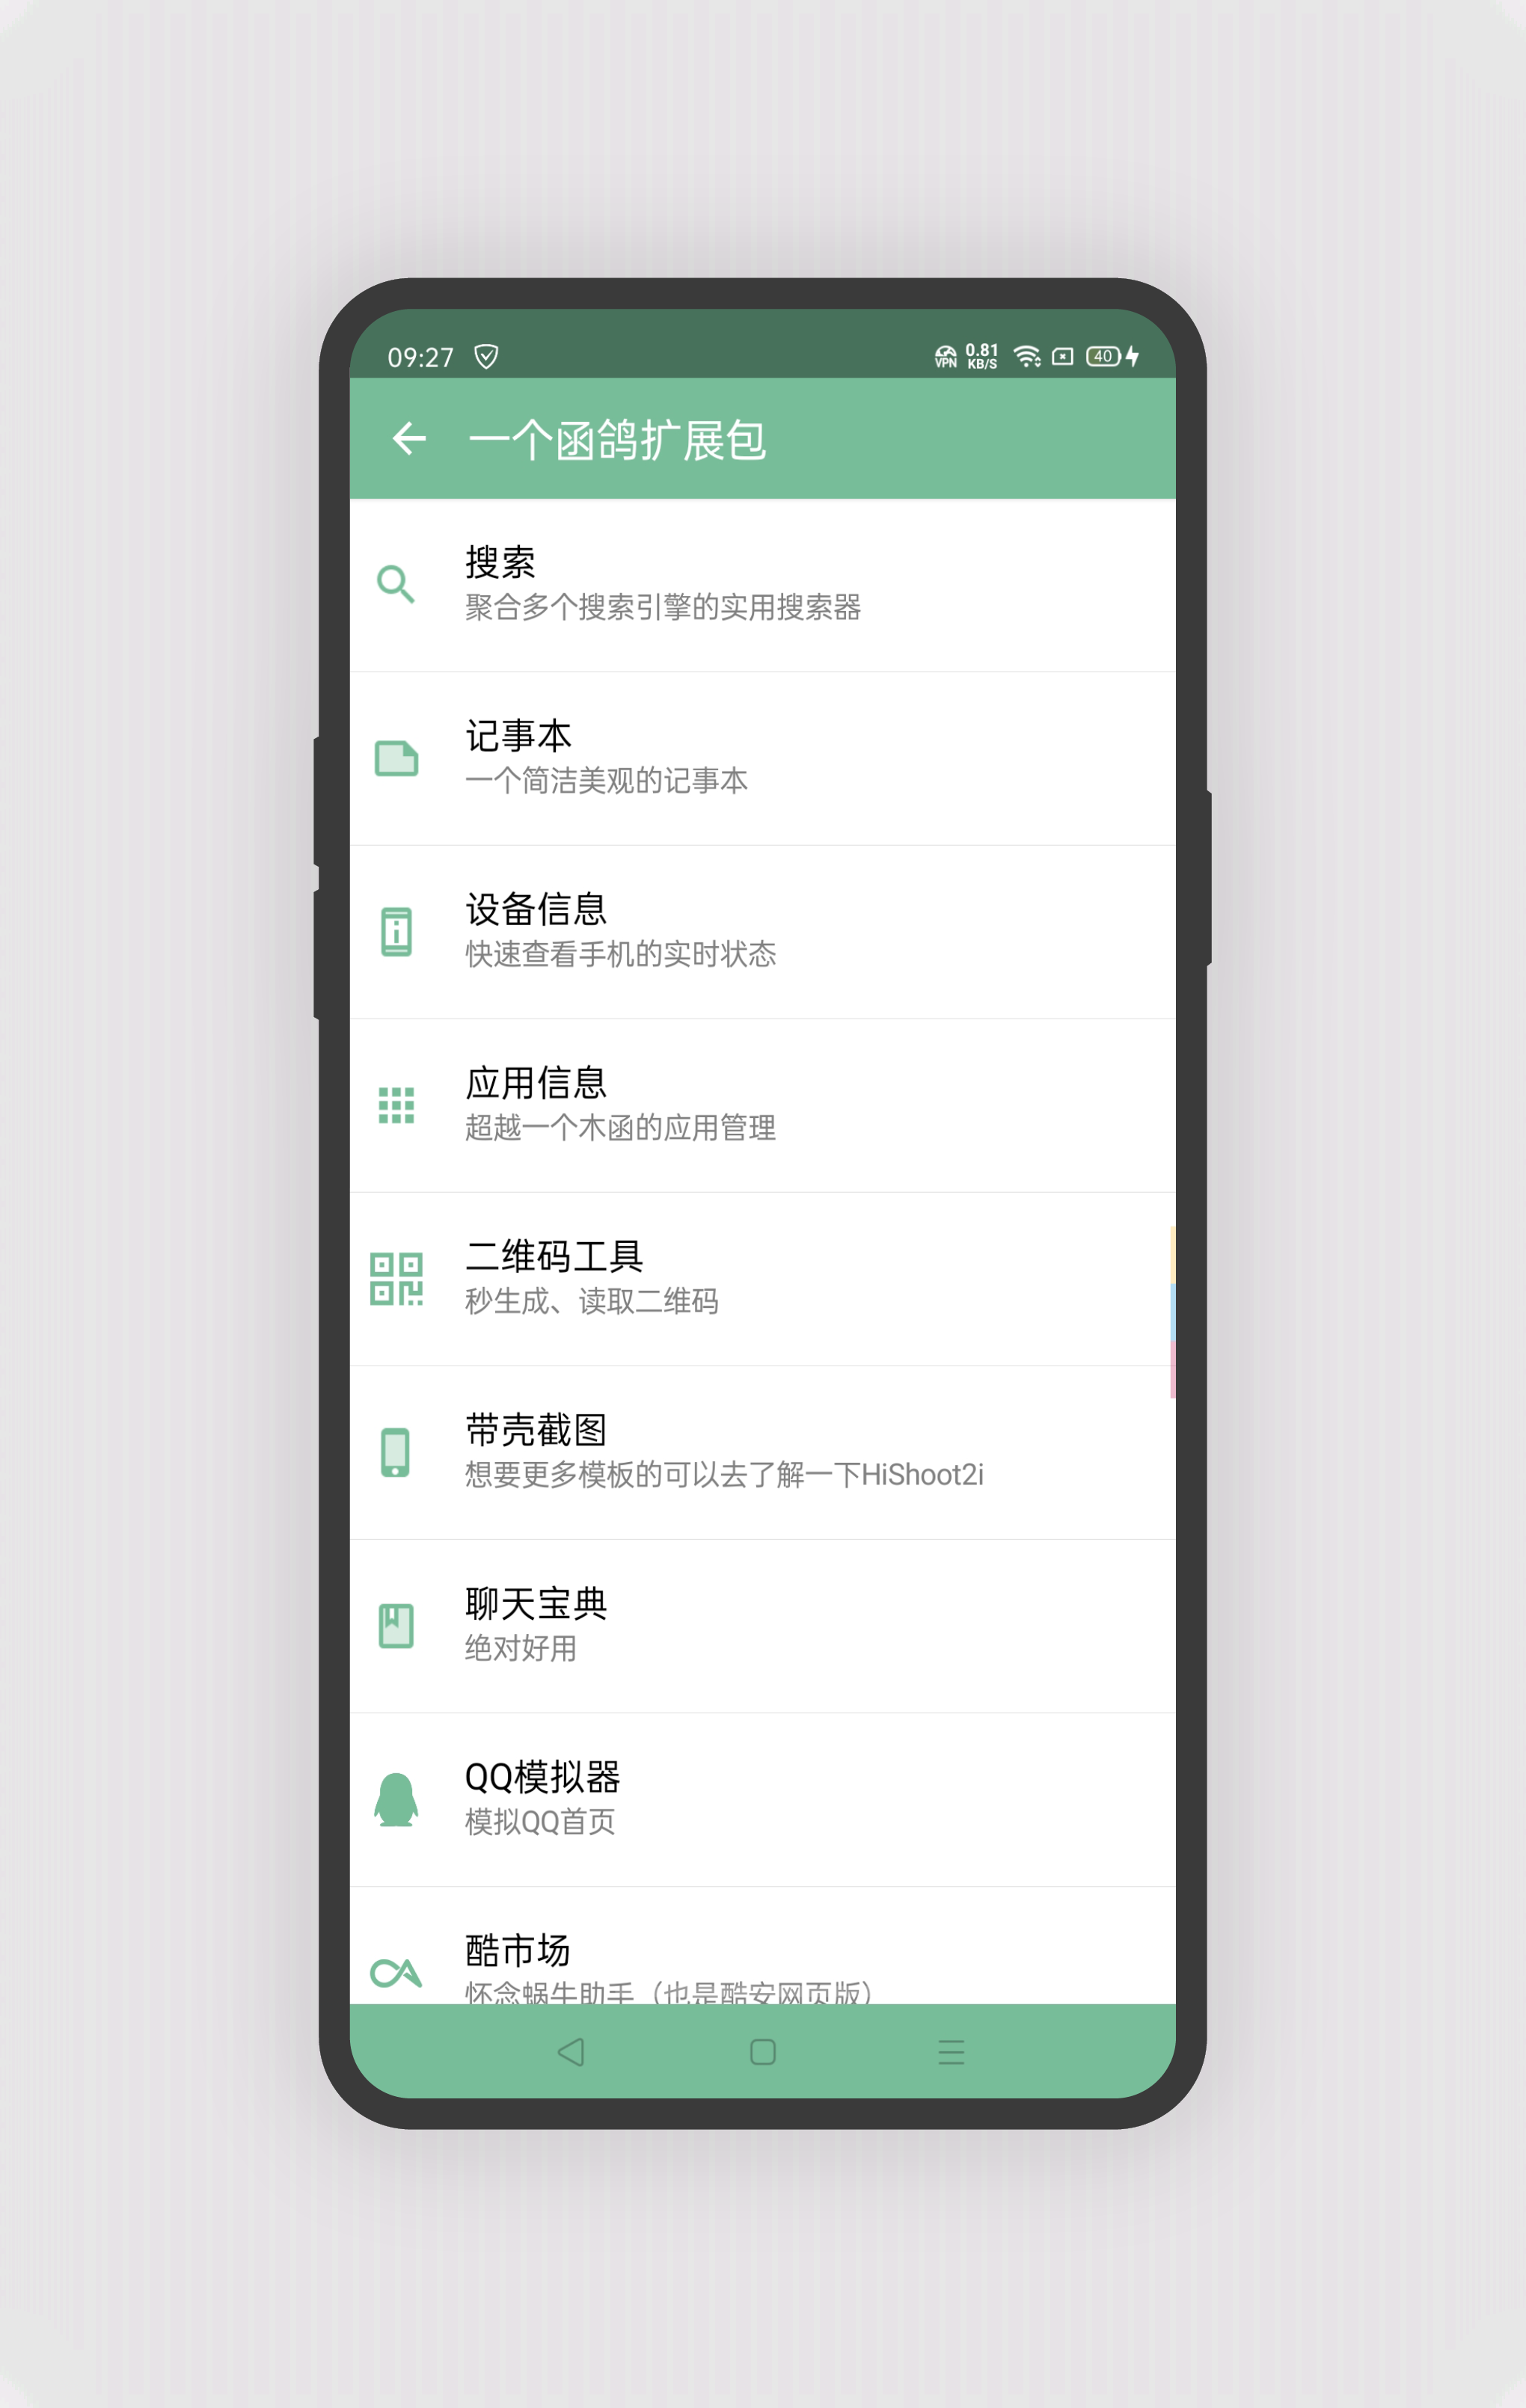 09:27
VPN
0.81
KB/S
40
一个函鸽扩展包
搜索
聚合多个搜索引擎的实用搜索器
记事本
一个简洁美观的记事本
设备信息
快速查看手机的实时状态
应用信息
超越一个木函的应用管理
二维码工具
秒生成、读取二维码
带壳截图
想要更多模板的可以去了解一下HiShoot2i
聊天宝典
绝对好用
QQ模拟器
模拟QQ首页
酷市场
怀念蜗牛助手（也是酷安网页版）